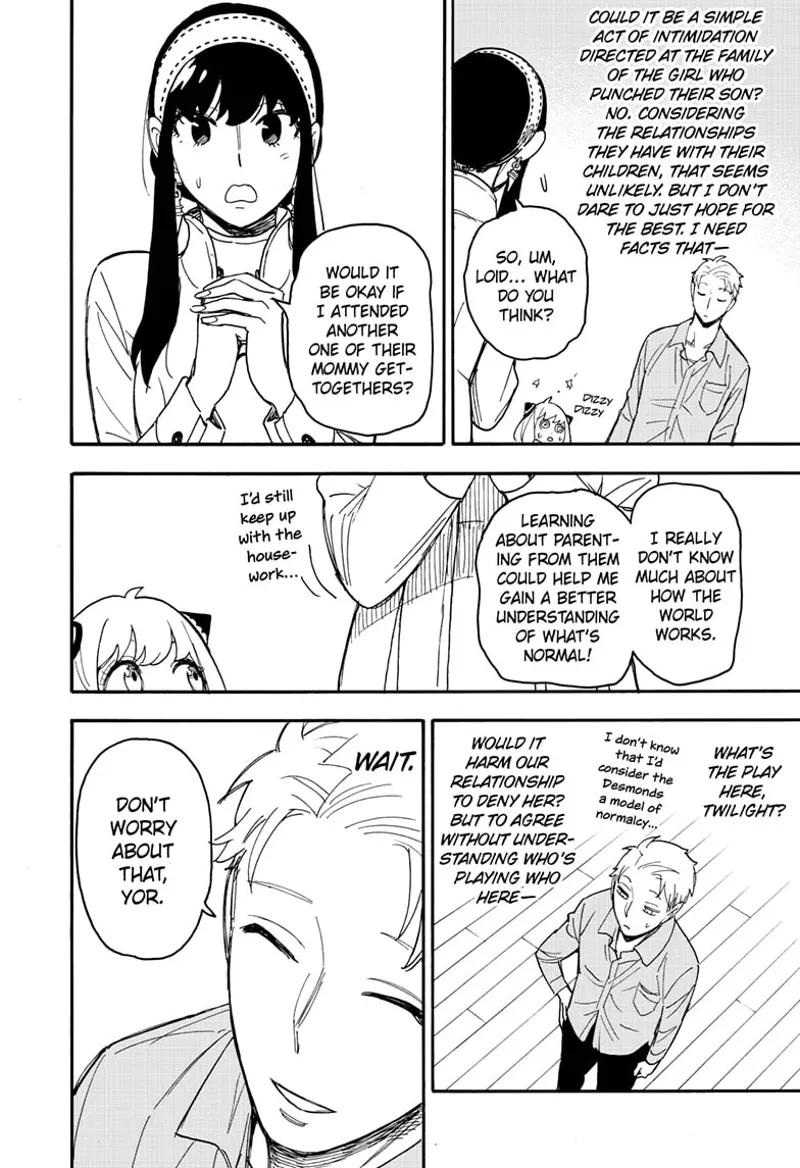 COULD IT BE A SIMPLE
ACT OF INTIMIDATION
DIRECTED AT THE FAMILY
OF THE GIRL WHO
PUNCHED THEIR SON?
NO. CONSIDERING
THE RELATIONSHIPS
THEY HAVE WITH THEIR
CHILDREN, THAT SEEMS
UNLIKELY. BUT I DON'T
DARE TO JUST HOPE FOR
THE BEST. I NEED
FACTS THAT—
SO, UM,
LOID... WHAT
DO YOU
THINK?
DIZZY
DIZZY
WOULD IT
BE OKAY IF
I ATTENDED
ANOTHER
ONE OF THEIR
MOMMY GET-
TOGETHERS?
I REALLY
DON'T KNOW
MUCH ABOUT
HOW THE
WORLD
WORKS.
LEARNING
ABOUT PARENT-
ING FROM THEM
COULD HELP ME
GAIN A BETTER
UNDERSTANDING
OF WHAT'S
NORMAL!
I'd still
keep up
with the
house-
work...
WHAT'S
THE PLAY
HERE,
TWILIGHT?
I don't know
that I'd
consider the
Desmonds
a model of
normalcy...
WOULD IT
HARM OUR
RELATIONSHIP
TO DENY HER?
BUT TO AGREE
WITHOUT UNDER-
STANDING WHO'S
PLAYING WHO
HERE—
WAIT.
DON'T
WORRY
ABOUT
THAT,
YOR.